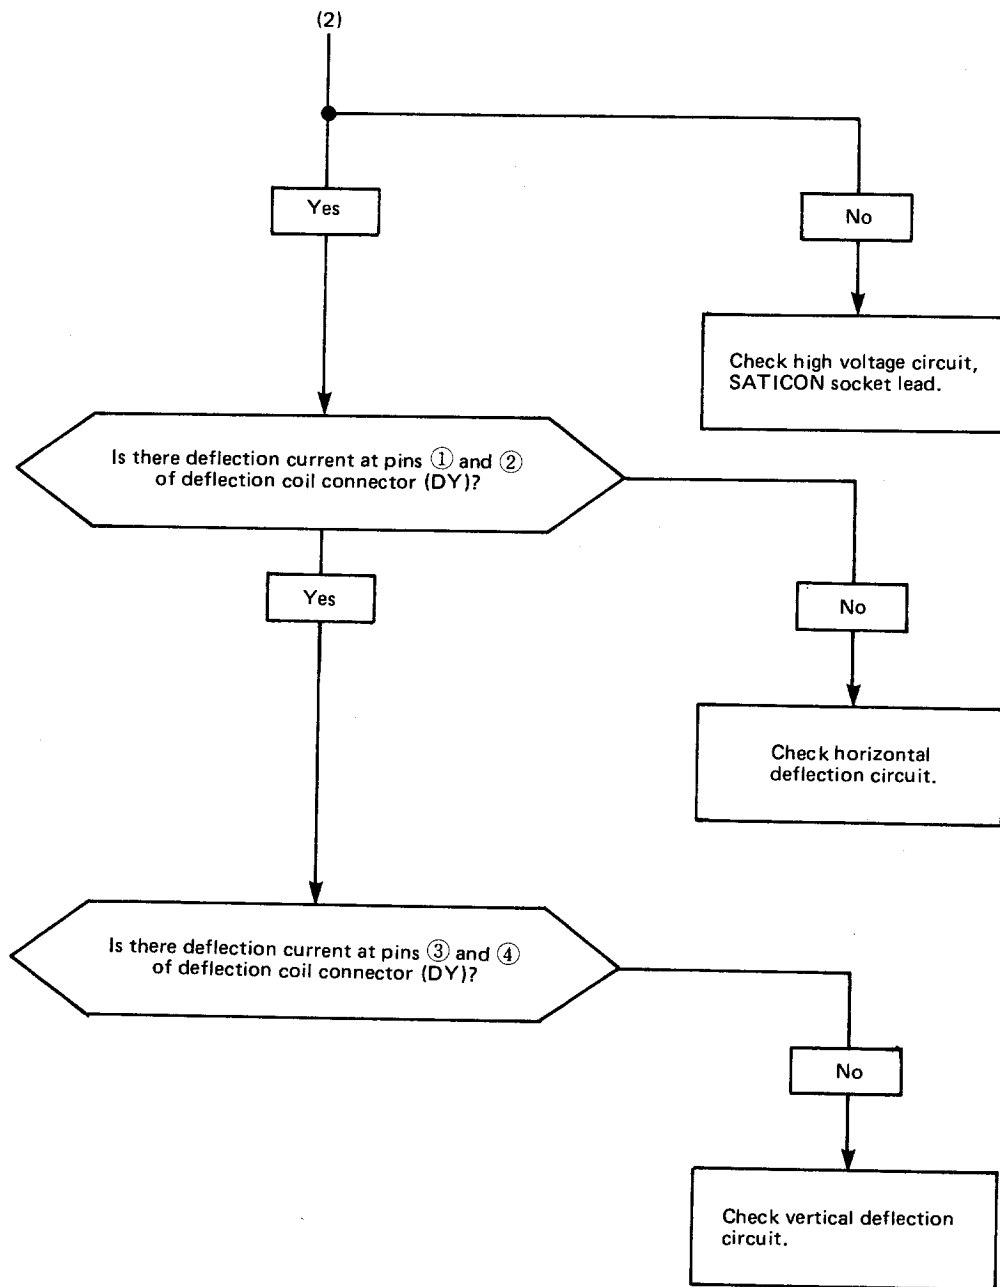 (2)
Yes
No
Check high voltage circuit,
SATICON socket lead.
Is there deflection current at pins ① and ②
of deflection coil connector (DY)?
Yes
No
Check horizontal
deflection circuit.
Is there deflection current at pins ③ and ④
of deflection coil connector (DY)?
No
Check vertical deflection
circuit.